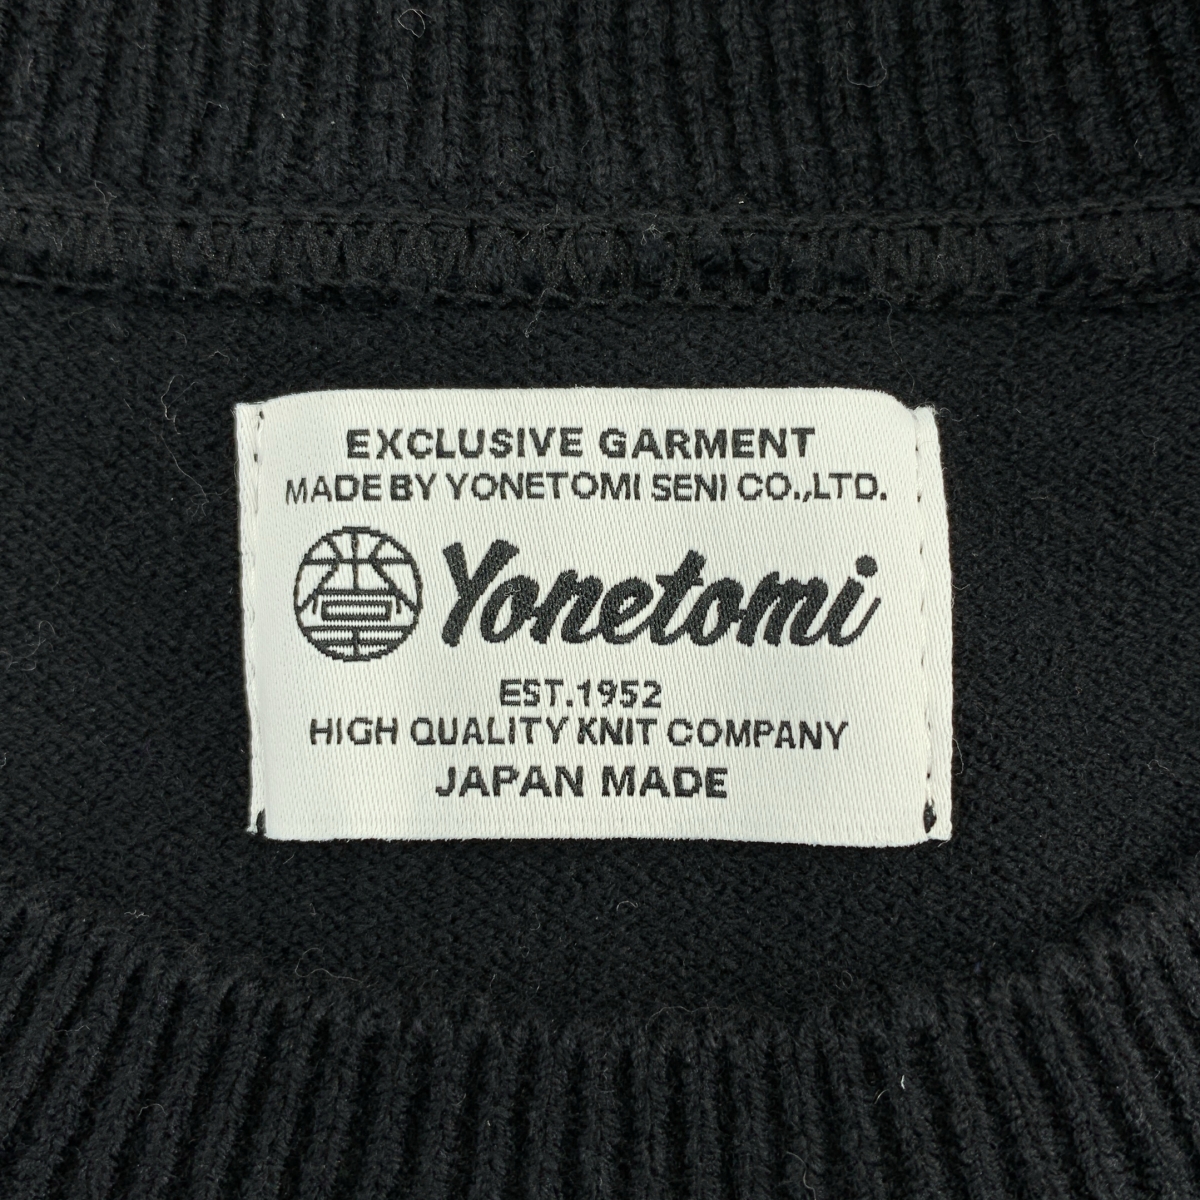 EXCLUSIVE GARMENT
MADE BY YONETOMI SENI CO.,LTD.
Yonetomi
EST.1952
HIGH QUALITY KNIT COMPANY
JAPAN MADE